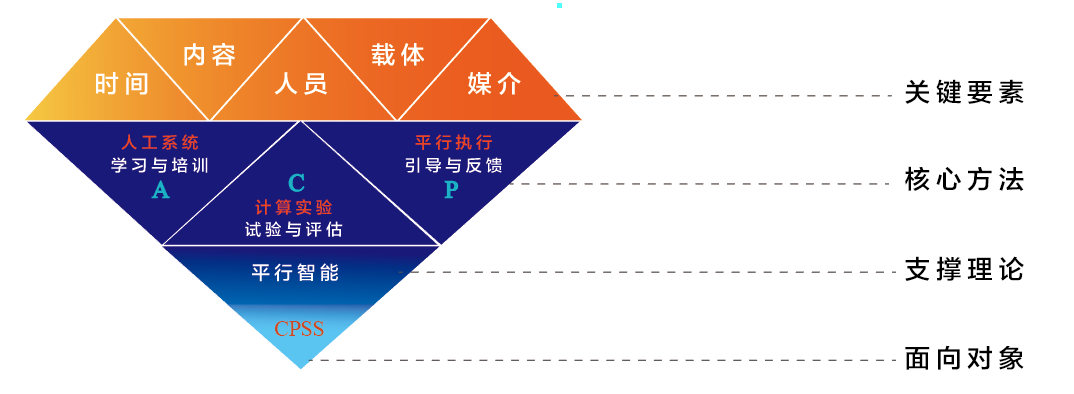 时间
内容
人员
载体
媒介
关键要素
人工系统
学习与培训
A
C
计算实验
试验与评估
平行执行
引导与反馈
P
核心方法
平行智能
支撑理论
CPSS
面向对象